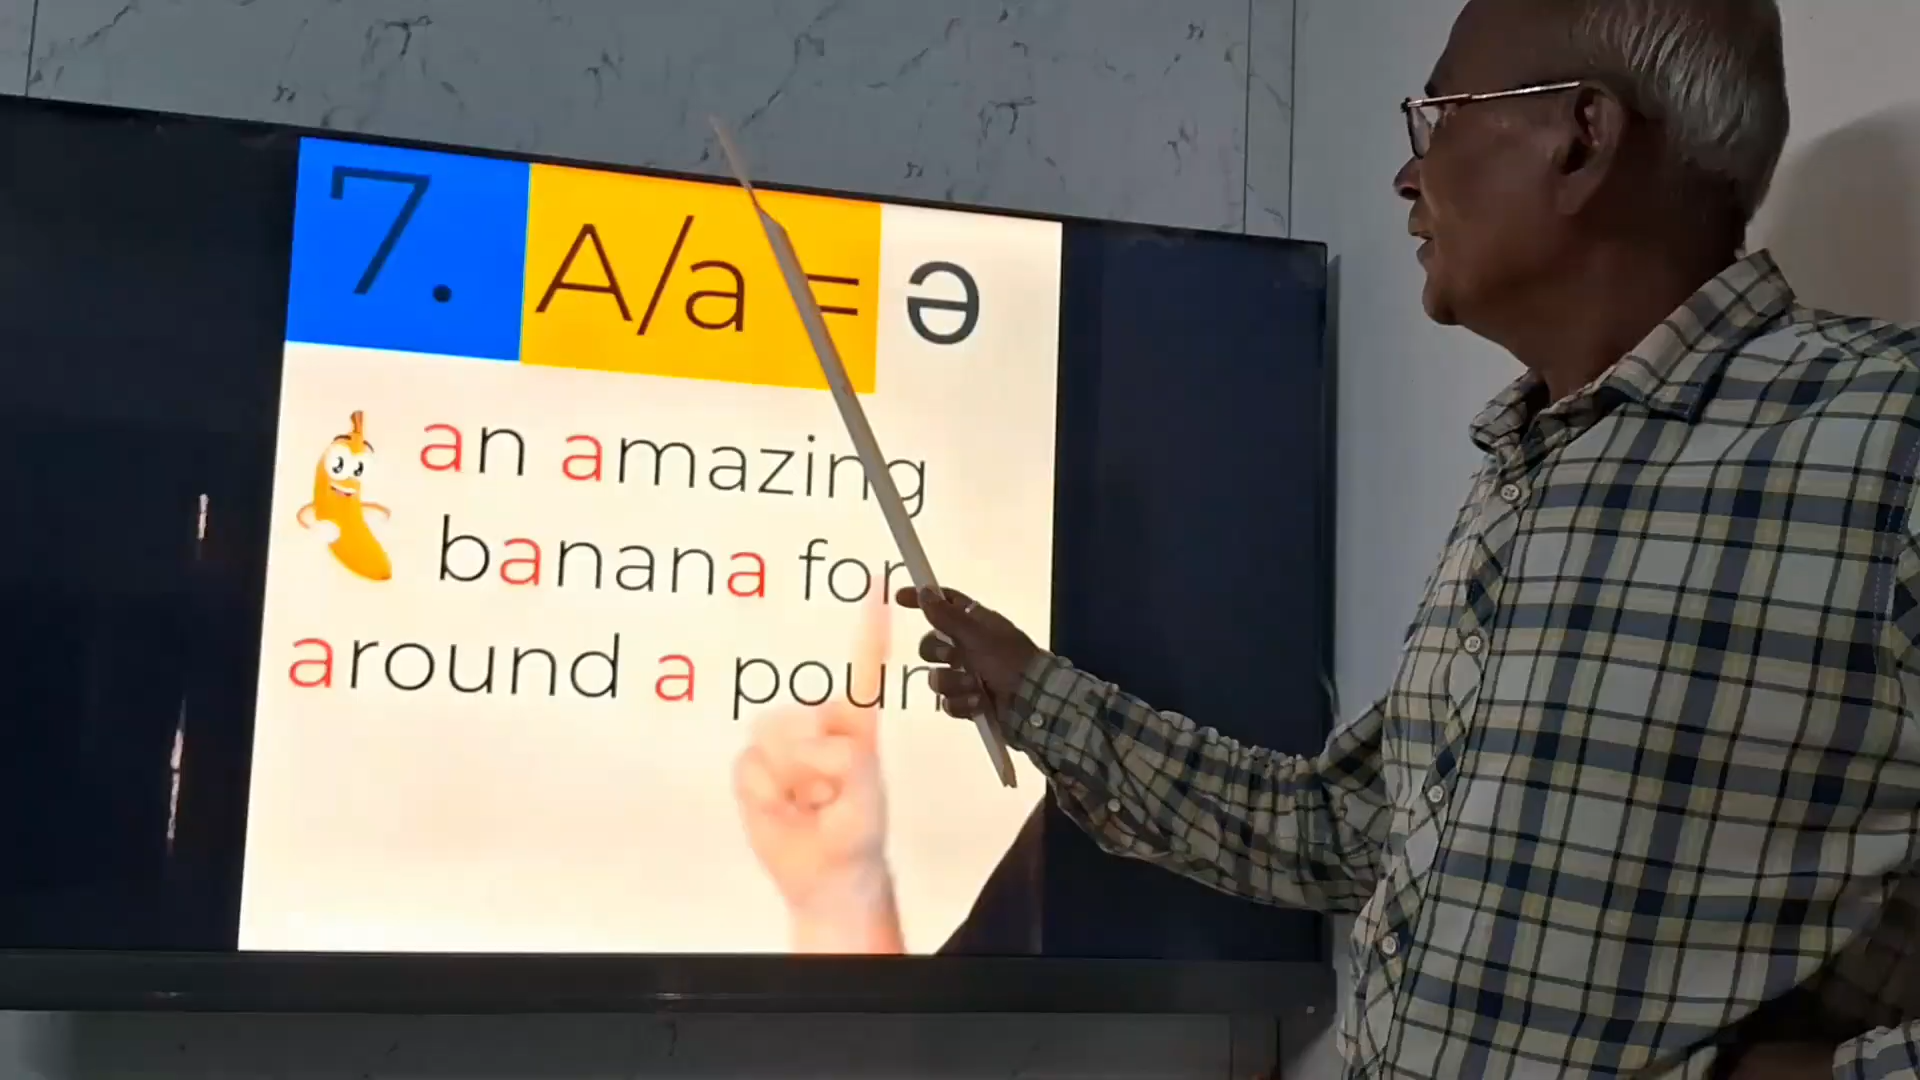 7. A/a = ə
an amazing
banana for
around a poun